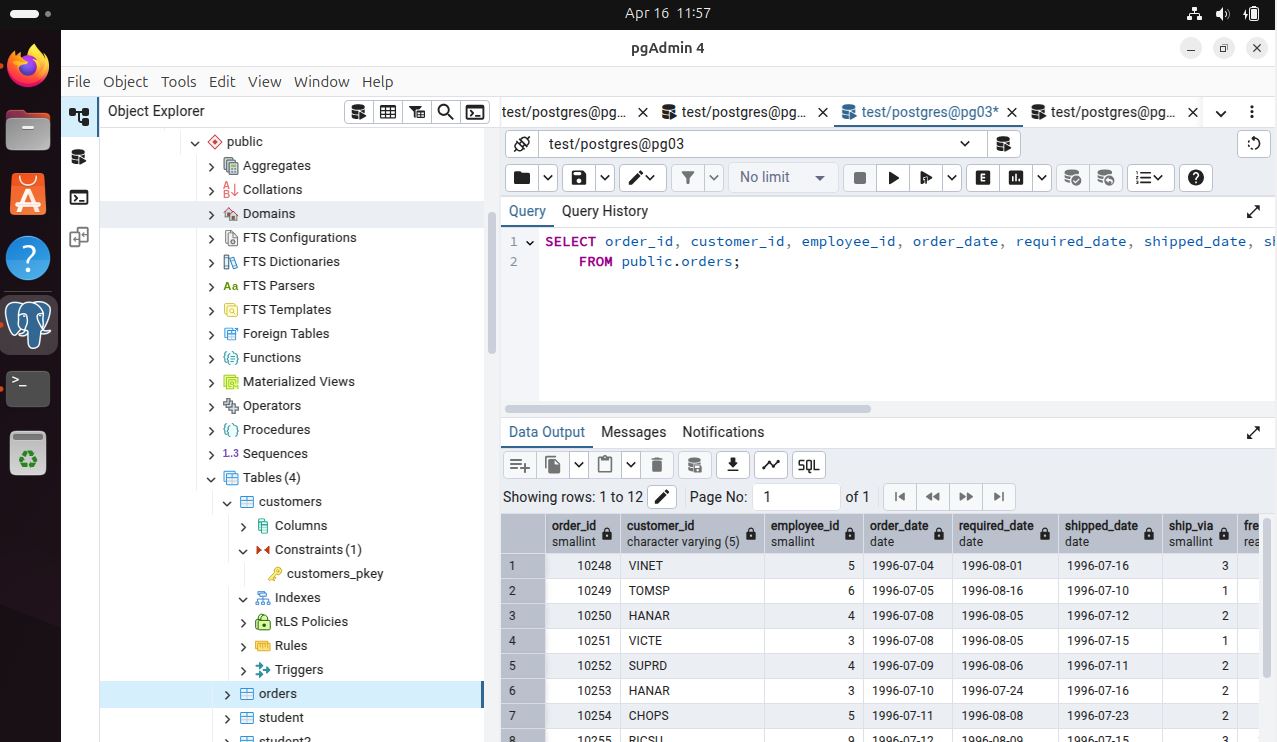 Apr 16 11:57
pgAdmin 4
File Object Tools Edit View Window Help
Object Explorer
public
Aggregates
Collations
Domains
FTS Configurations
FTS Dictionaries
Aa FTS Parsers
FTS Templates
Foreign Tables
Functions
Materialized Views
Operators
Procedures
1.3 Sequences
Tables (4)
customers
Columns
Constraints (1)
customers_pkey
Indexes
RLS Policies
Rules
Triggers
orders
student
student2
test/postgres@pg... test/postgres@pg... test/postgres@pg03* test/postgres@pg...
test/postgres@pg03
No limit
Query Query History
1 SELECT order_id, customer_id, employee_id, order_date, required_date, shipped_date, sh
2 FROM public.orders;
Data Output Messages Notifications
SQL
Showing rows: 1 to 12 Page No: 1 of 1
order_id customer_id employee_id order_date required_date shipped_date ship_via fre
smallint character varying (5) smallint date date date smallint rea
1 10248 VINET 5 1996-07-04 1996-08-01 1996-07-16 3
2 10249 TOMSP 6 1996-07-05 1996-08-16 1996-07-10 1
3 10250 HANAR 4 1996-07-08 1996-08-05 1996-07-12 2
4 10251 VICTE 3 1996-07-08 1996-08-05 1996-07-15 1
5 10252 SUPRD 4 1996-07-09 1996-08-06 1996-07-11 2
6 10253 HANAR 3 1996-07-10 1996-07-24 1996-07-16 2
7 10254 CHOPS 5 1996-07-11 1996-08-08 1996-07-23 2
8 10255 RICSU 9 1996-07-12 1996-08-09 1996-07-15 3